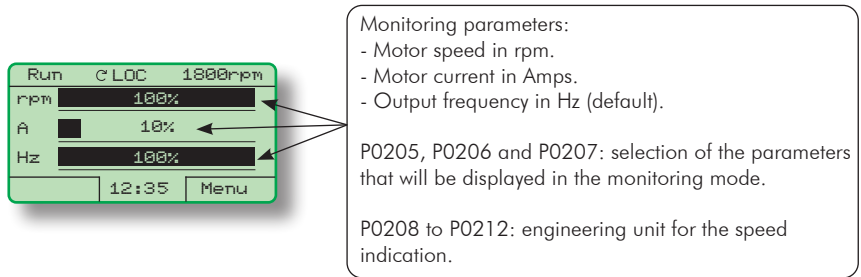 Run ↻LOC 1800rpm
rpm 100%
A 10%
Hz 100%
12:35 Menu
Monitoring parameters:
- Motor speed in rpm.
- Motor current in Amps.
- Output frequency in Hz (default).
P0205, P0206 and P0207: selection of the parameters
that will be displayed in the monitoring mode.
P0208 to P0212: engineering unit for the speed
indication.